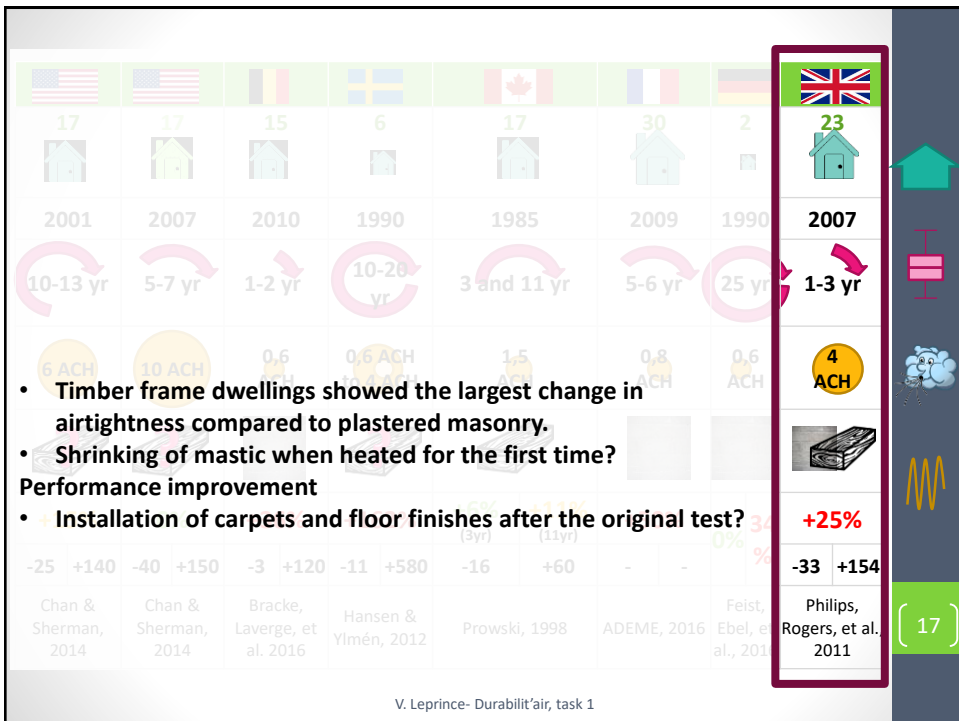 17 17 15 6 17 30 2 23
2001 2007 2010 1990 1985 2009 1990 2007
10-13 yr 5-7 yr 1-2 yr 10-20 yr 3 and 11 yr 5-6 yr 25 yr 1-3 yr
6 ACH 10 ACH 0,6 ACH 0,6 ACH to 4 ACH 1,5 0,8 ACH 0,6 ACH 4 ACH
• Timber frame dwellings showed the largest change in
airtightness compared to plastered masonry.
• Shrinking of mastic when heated for the first time?
Performance improvement
• Installation of carpets and floor finishes after the original test?
(3yr) (11yr) 0% +25%
-25 +140 -40 +150 -3 +120 -11 +580 -16 +60 - - -33 +154
Chan & Sherman, 2014 Chan & Sherman, 2014 Bracke, Laverge, et al. 2016 Hansen & Ylmén, 2012 Prowski, 1998 ADEME, 2016 Feist, Ebel, et al., 201 Philips, Rogers, et al., 2011
17
V. Leprince- Durabilit'air, task 1